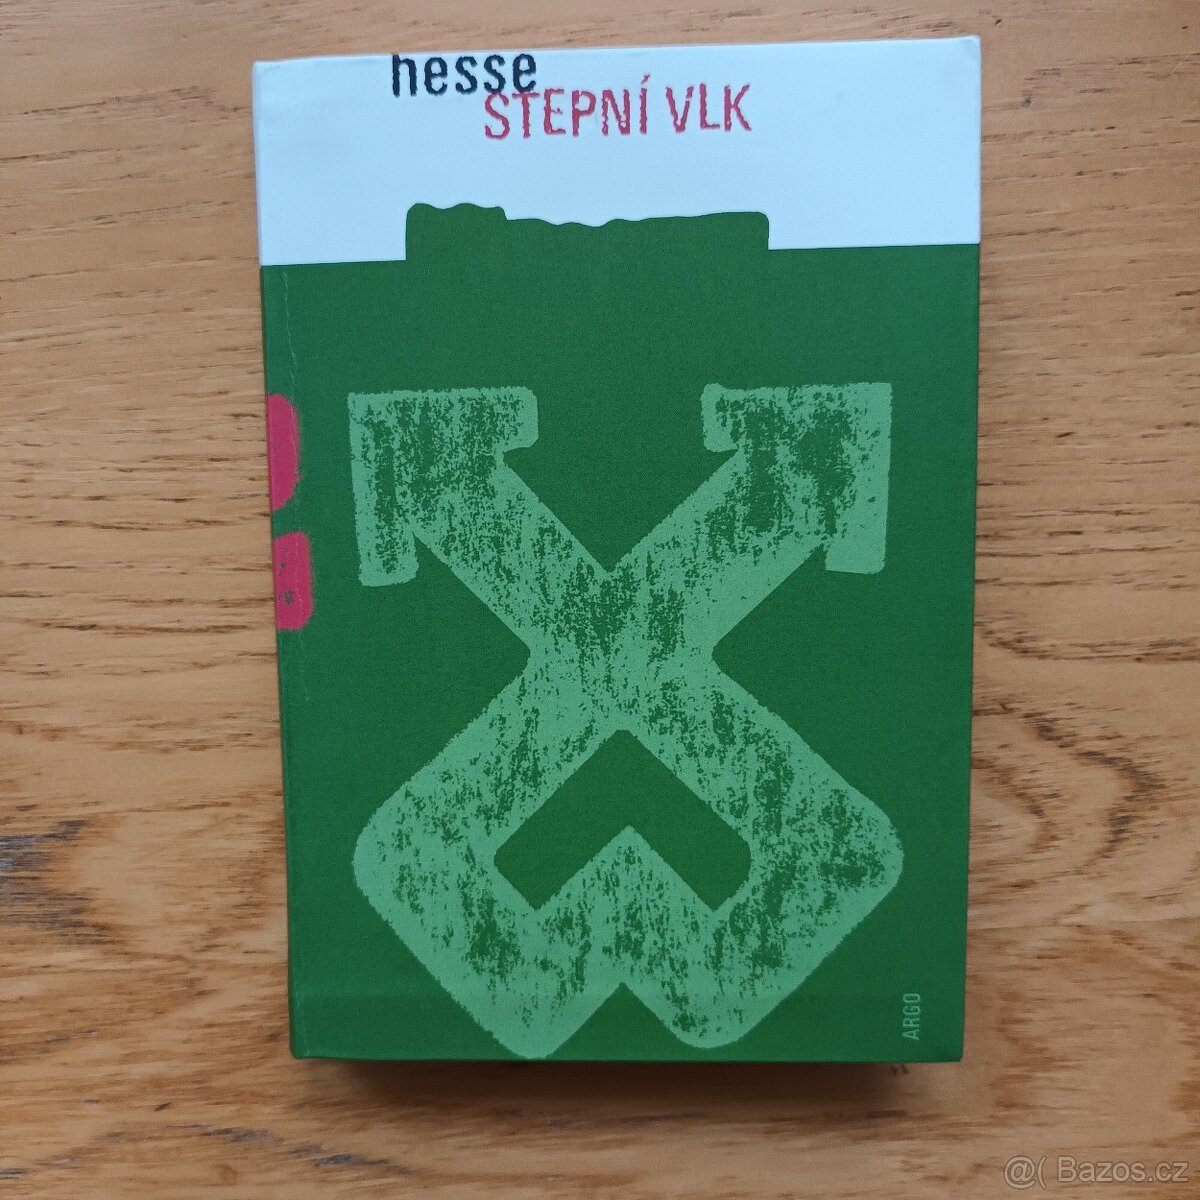 hesse
STEPNÍ VLK
ARGO
@( Bazos.cz